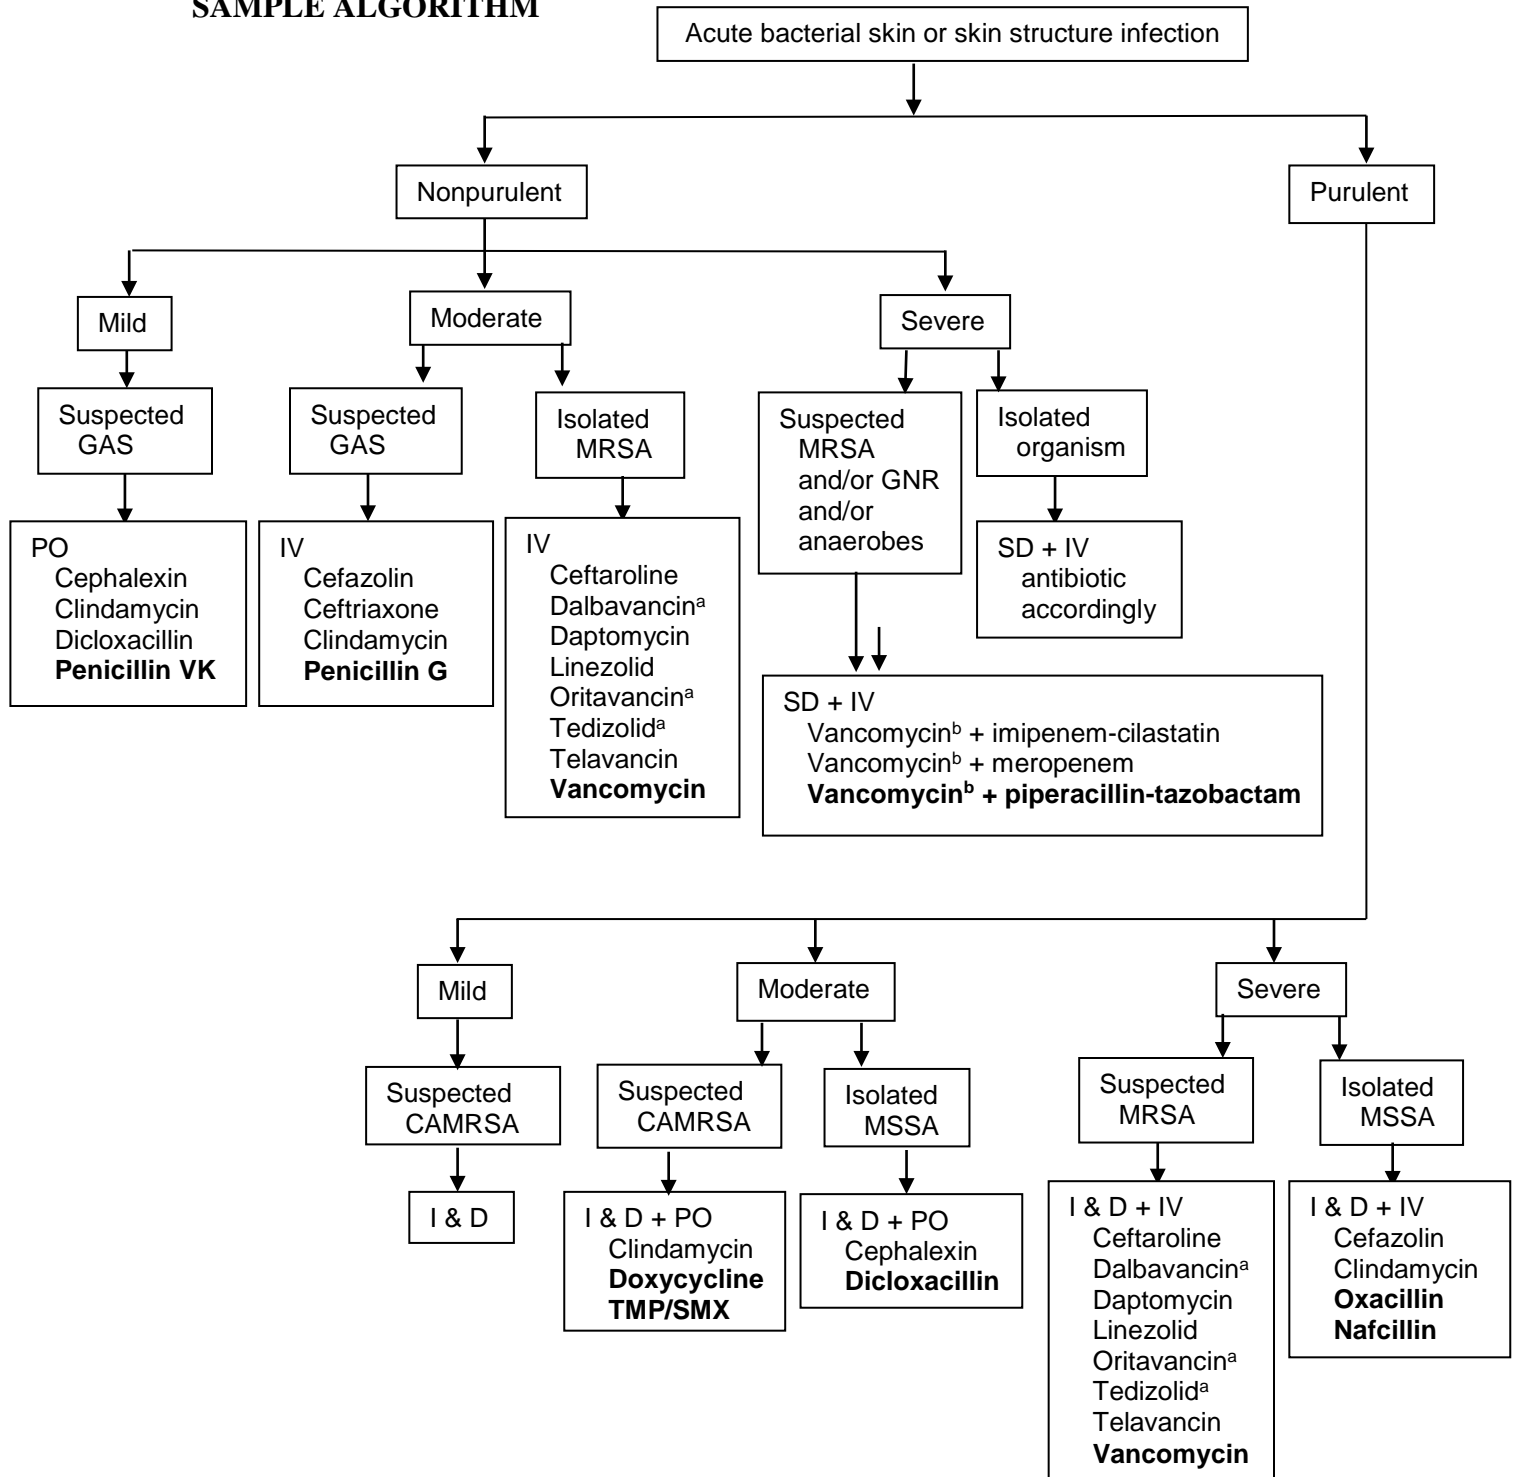 SAMPLE ALGORITHM
Acute bacterial skin or skin structure infection
Nonpurulent
Purulent
Mild
Moderate
Severe
Suspected
GAS
Suspected
GAS
Isolated
MRSA
Suspected
MRSA
and/or GNR
and/or
anaerobes
Isolated
organism
PO
Cephalexin
Clindamycin
Dicloxacillin
Penicillin VK
IV
Cefazolin
Ceftriaxone
Clindamycin
Penicillin G
IV
Ceftaroline
Dalbavancinᵃ
Daptomycin
Linezolid
Oritavancinᵃ
Tedizolidᵃ
Telavancin
Vancomycin
SD + IV
antibiotic
accordingly
SD + IV
Vancomycinᵇ + imipenem-cilastatin
Vancomycinᵇ + meropenem
Vancomycinᵇ + piperacillin-tazobactam
Mild
Moderate
Severe
Suspected
CAMRSA
Suspected
CAMRSA
Isolated
MSSA
Suspected
MRSA
Isolated
MSSA
I & D
I & D + PO
Clindamycin
Doxycycline
TMP/SMX
I & D + PO
Cephalexin
Dicloxacillin
I & D + IV
Ceftaroline
Dalbavancinᵃ
Daptomycin
Linezolid
Oritavancinᵃ
Tedizolidᵃ
Telavancin
Vancomycin
I & D + IV
Cefazolin
Clindamycin
Oxacillin
Nafcillin